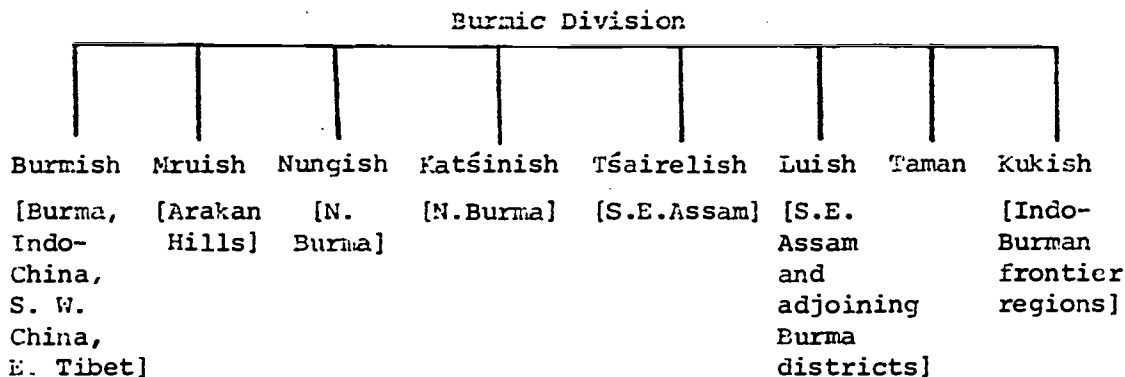 Burmic Division
Burmish Mruish Nungish Katśinish Tśairelish Luish Taman Kukish
[Burma, [Arakan [N. [N.Burma] [S.E.Assam] [S.E. [Indo-
Indo- Hills] Burma] Assam Burman
China, and frontier
S. W. adjoining regions]
China, Burma
E. Tibet] districts]